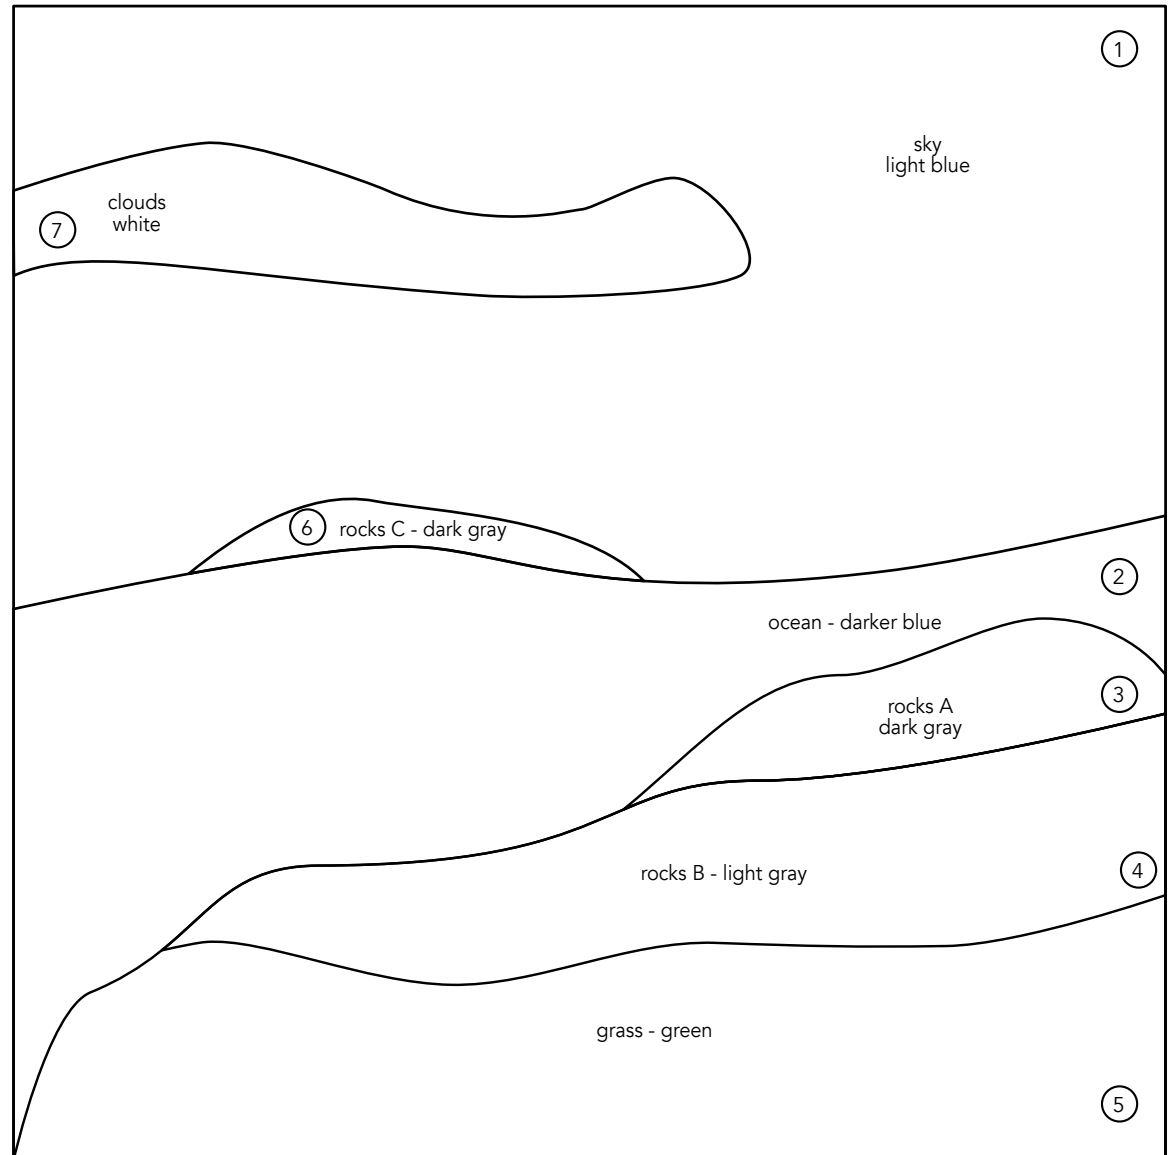 1
sky
light blue
clouds
white
7
6
rocks C - dark gray
2
ocean - darker blue
3
rocks A
dark gray
rocks B - light gray
4
grass - green
5